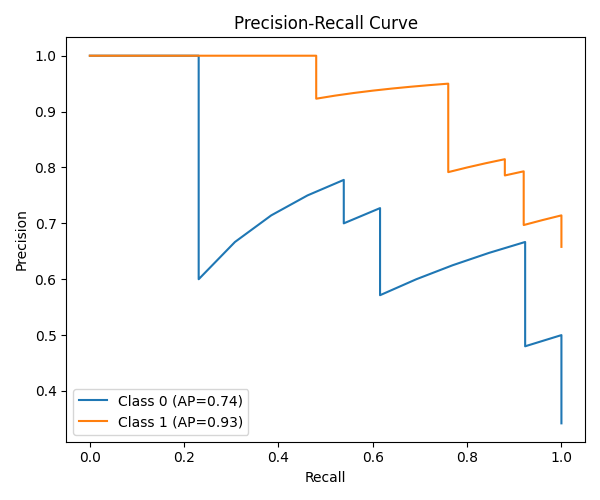 Precision-Recall Curve
1.0
0.9
0.8
0.7
0.6
0.5
0.4
Precision
Class 0 (AP=0.74)
Class 1 (AP=0.93)
0.0 0.2 0.4 0.6 0.8 1.0
Recall